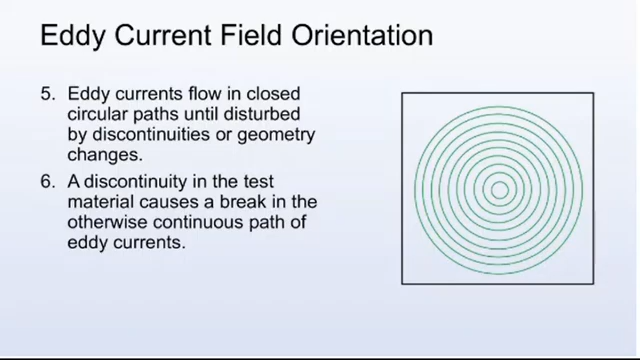 Eddy Current Field Orientation
5. Eddy currents flow in closed
circular paths until disturbed
by discontinuities or geometry
changes.
6. A discontinuity in the test
material causes a break in the
otherwise continuous path of
eddy currents.